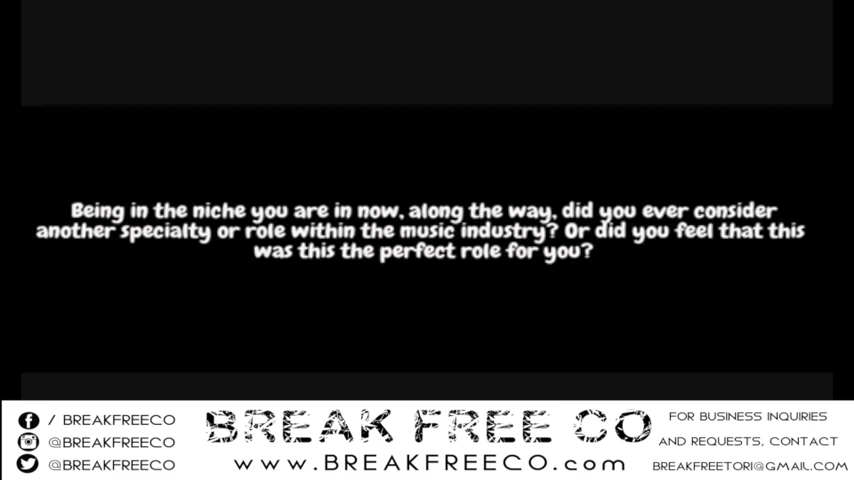 Being in the niche you are in now, along the way, did you ever consider
another specialty or role within the music industry? Or did you feel that this
was this the perfect role for you?
/ BREAKFREECO
@BREAKFREECO
@BREAKFREECO
BREAK FREE CO
www.BREAKFREECO.com
FOR BUSINESS INQUIRIES
AND REQUESTS, CONTACT
BREAKFREETORI@GMAIL.COM